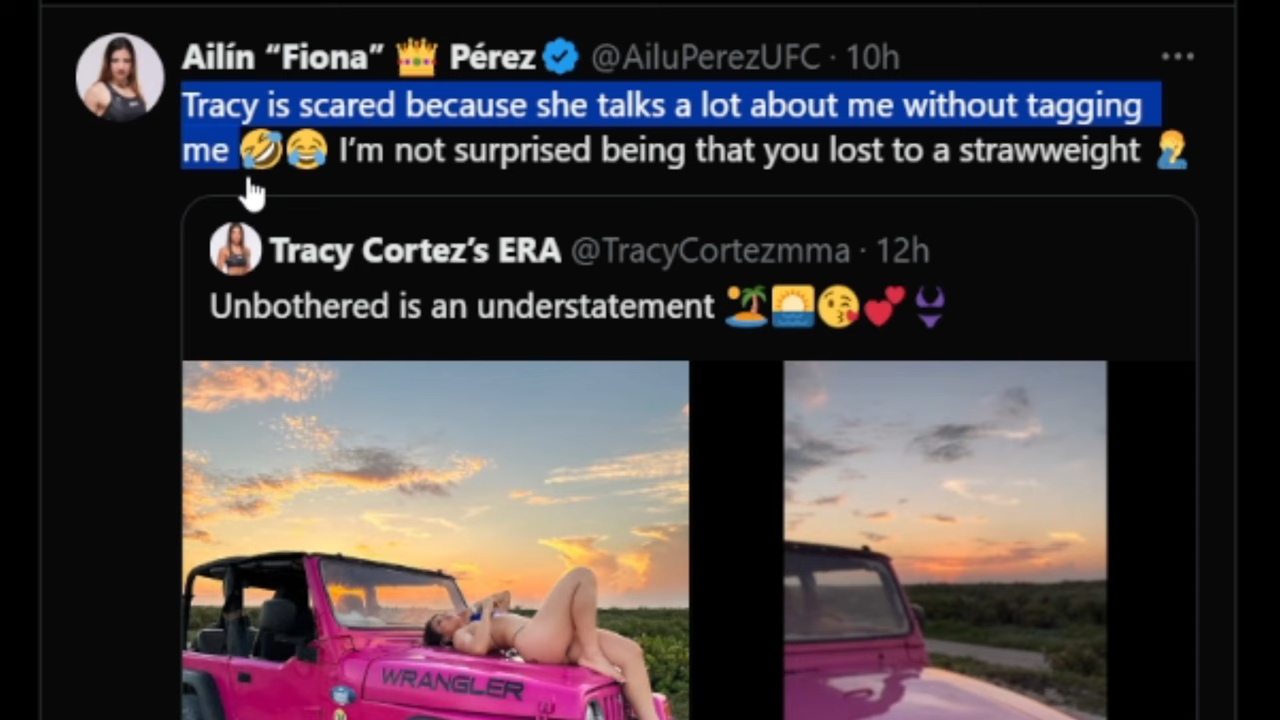 Ailín “Fiona” 👑 Pérez @AiluPerezUFC · 10h
Tracy is scared because she talks a lot about me without tagging
me 🤣😂 I’m not surprised being that you lost to a strawweight 🤦‍♂️
Tracy Cortez’s ERA @TracyCortezmma · 12h
Unbothered is an understatement 🏝️🌅😘💕👙
WRANGLER